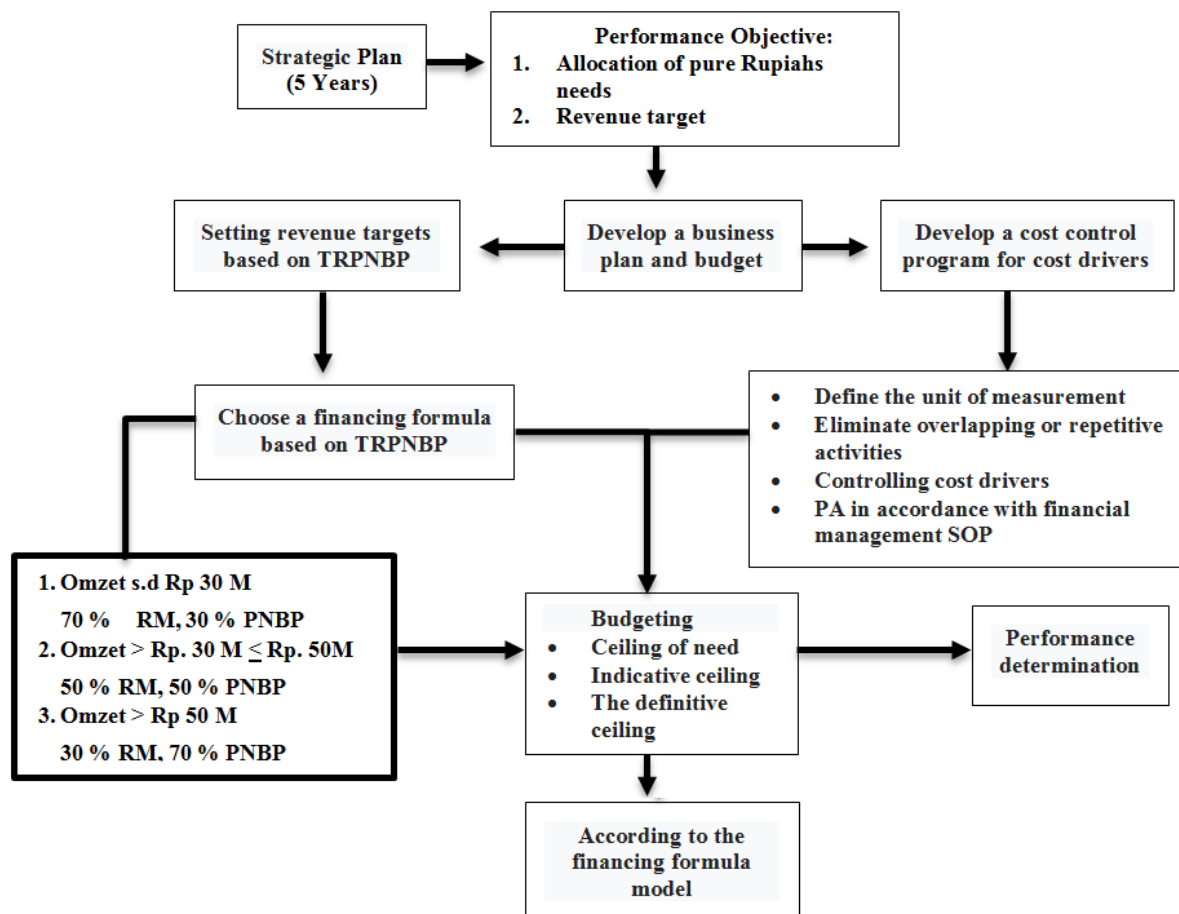 Strategic Plan
(5 Years)
Performance Objective:
1. Allocation of pure Rupiahs
needs
2. Revenue target
Setting revenue targets
based on TRPNBP
Develop a business
plan and budget
Develop a cost control
program for cost drivers
Choose a financing formula
based on TRPNBP
• Define the unit of measurement
• Eliminate overlapping or repetitive
activities
• Controlling cost drivers
• PA in accordance with financial
management SOP
1. Omzet s.d Rp 30 M
70 % RM, 30 % PNBP
2. Omzet > Rp. 30 M ≤ Rp. 50M
50 % RM, 50 % PNBP
3. Omzet > Rp 50 M
30 % RM, 70 % PNBP
Budgeting
• Ceiling of need
• Indicative ceiling
• The definitive
ceiling
Performance
determination
According to the
financing formula
model